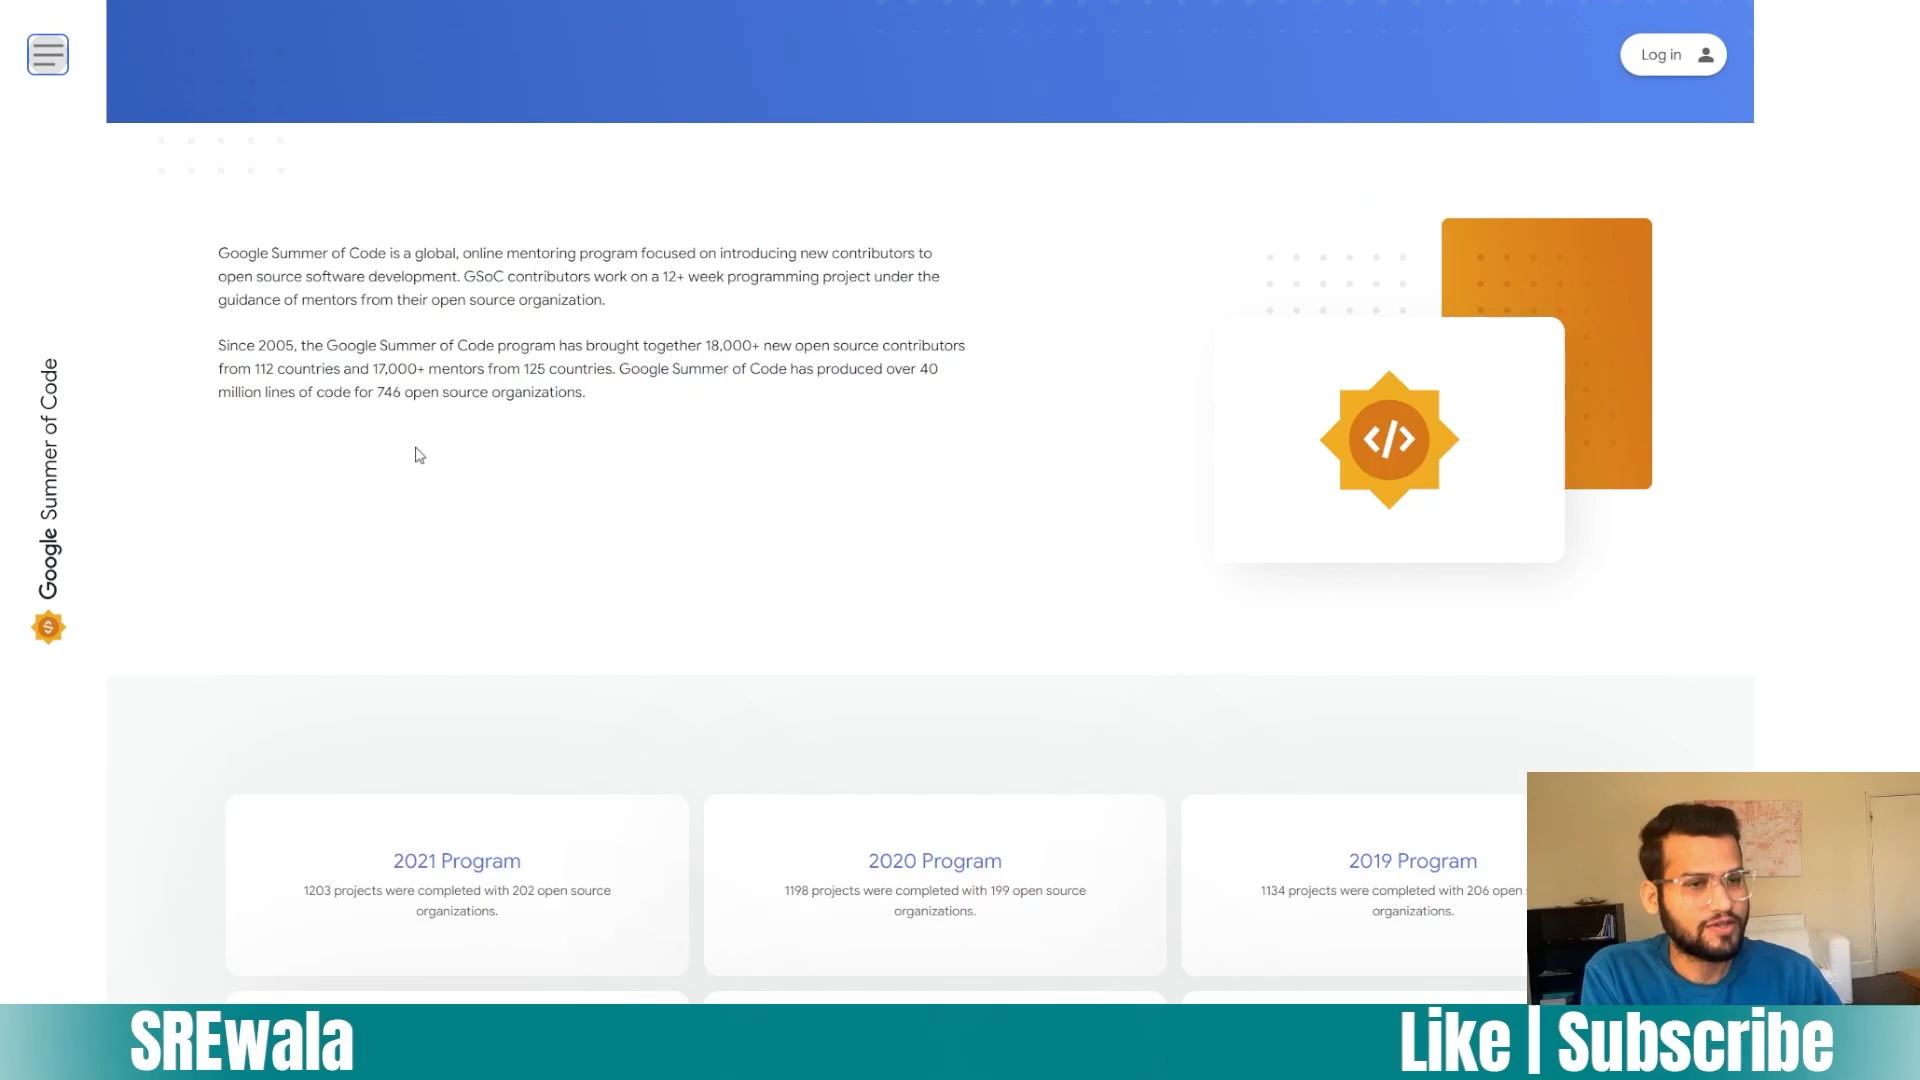 Log in
Google Summer of Code
Google Summer of Code is a global, online mentoring program focused on introducing new contributors to
open source software development. GSoC contributors work on a 12+ week programming project under the
guidance of mentors from their open source organization.
Since 2005, the Google Summer of Code program has brought together 18,000+ new open source contributors
from 112 countries and 17,000+ mentors from 125 countries. Google Summer of Code has produced over 40
million lines of code for 746 open source organizations.
</>
2021 Program
1203 projects were completed with 202 open source
organizations.
2020 Program
1198 projects were completed with 199 open source
organizations.
2019 Program
1134 projects were completed with 206 open
organizations.
SREwala
Like | Subscribe